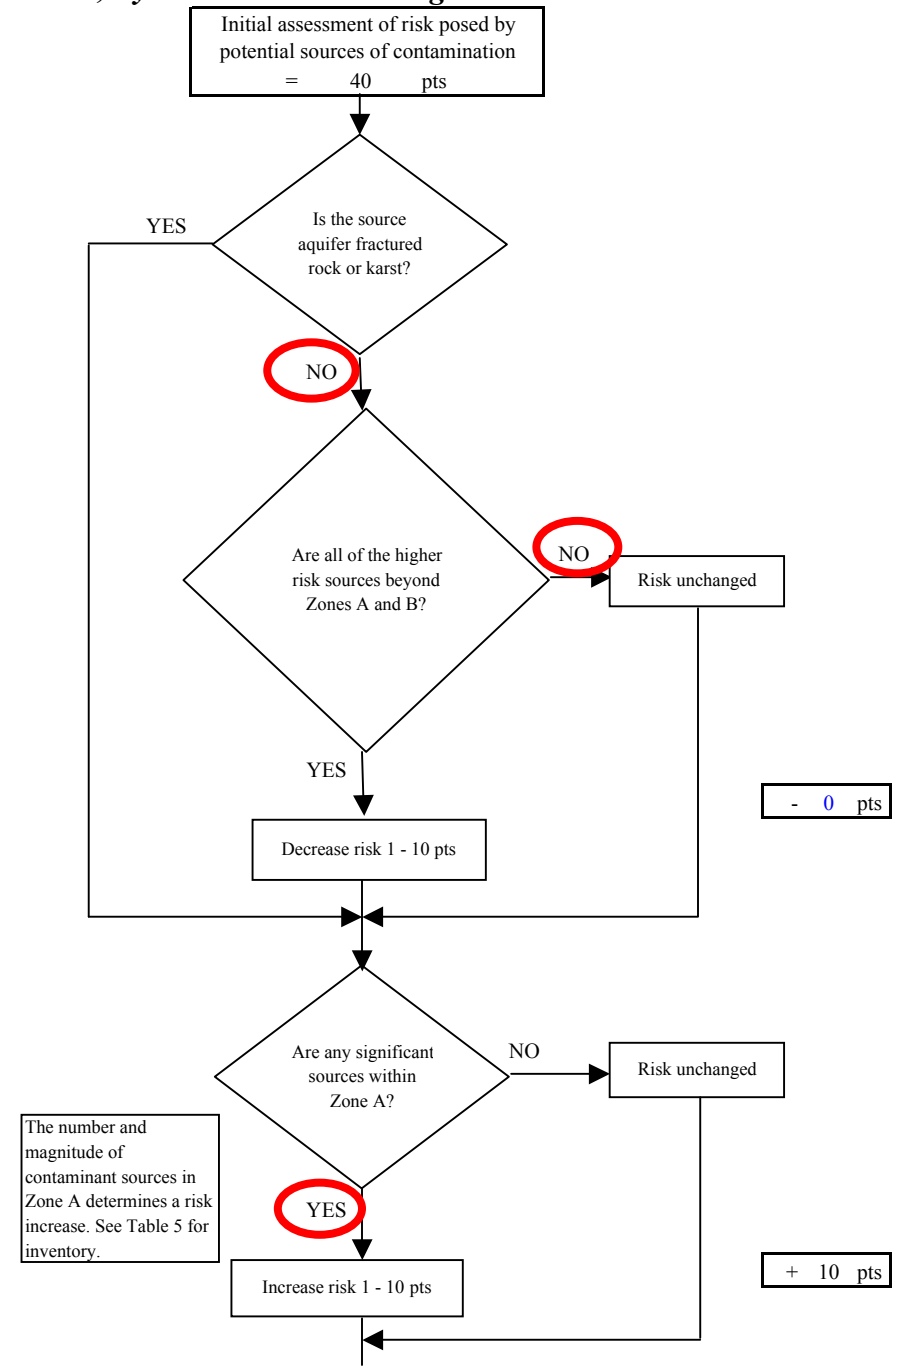 Initial assessment of risk posed by
potential sources of contamination
= 40 pts
YES
Is the source
aquifer fractured
rock or karst?
NO
Are all of the higher
risk sources beyond
Zones A and B?
NO
Risk unchanged
YES
- 0 pts
Decrease risk 1 - 10 pts
Are any significant
sources within
Zone A?
NO
Risk unchanged
The number and
magnitude of
contaminant sources in
Zone A determines a risk
increase. See Table 5 for
inventory.
YES
+ 10 pts
Increase risk 1 - 10 pts